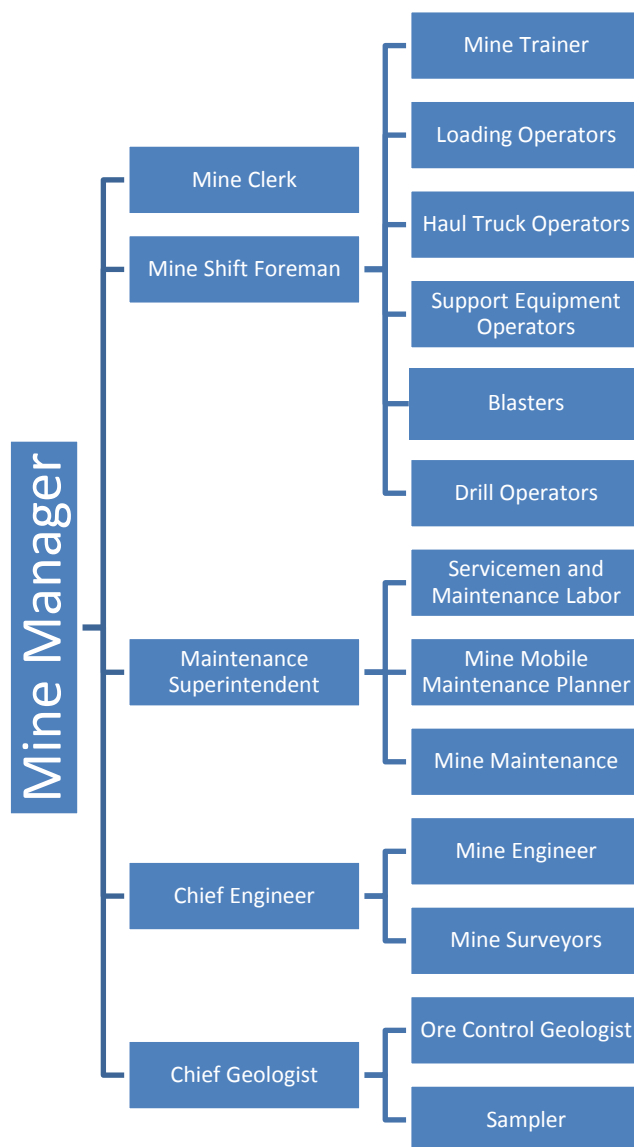 Mine Manager
Mine Clerk
Mine Shift Foreman
Mine Trainer
Loading Operators
Haul Truck Operators
Support Equipment
Operators
Blasters
Drill Operators
Maintenance
Superintendent
Servicemen and
Maintenance Labor
Mine Mobile
Maintenance Planner
Mine Maintenance
Chief Engineer
Mine Engineer
Mine Surveyors
Chief Geologist
Ore Control Geologist
Sampler